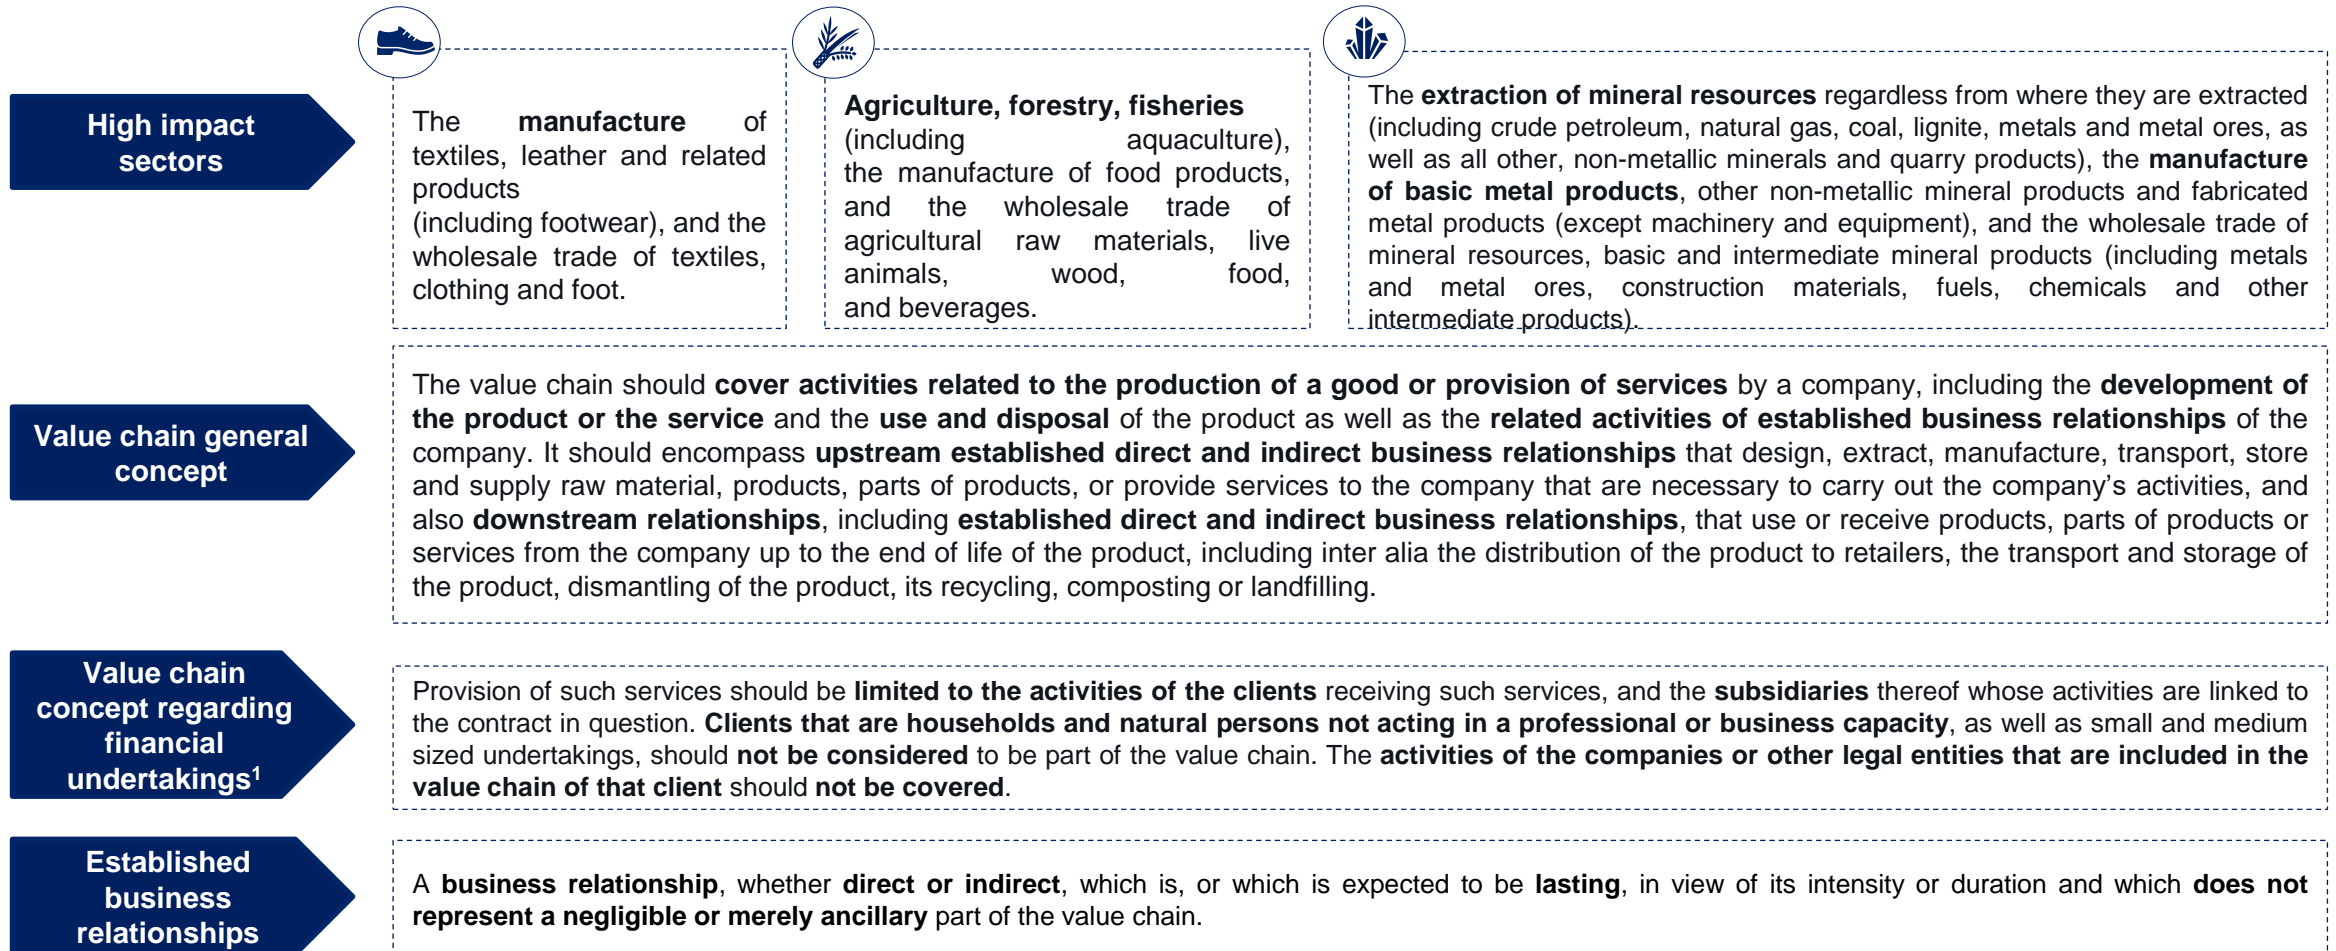 High impact
sectors
The manufacture of
textiles, leather and related
products
(including footwear), and the
wholesale trade of textiles,
clothing and foot.
Agriculture, forestry, fisheries
(including aquaculture),
the manufacture of food products,
and the wholesale trade of
agricultural raw materials, live
animals, wood, food,
and beverages.
The extraction of mineral resources regardless from where they are extracted
(including crude petroleum, natural gas, coal, lignite, metals and metal ores, as
well as all other, non-metallic minerals and quarry products), the manufacture
of basic metal products, other non-metallic mineral products and fabricated
metal products (except machinery and equipment), and the wholesale trade of
mineral resources, basic and intermediate mineral products (including metals
and metal ores, construction materials, fuels, chemicals and other
intermediate products).
Value chain general
concept
The value chain should cover activities related to the production of a good or provision of services by a company, including the development of
the product or the service and the use and disposal of the product as well as the related activities of established business relationships of the
company. It should encompass upstream established direct and indirect business relationships that design, extract, manufacture, transport, store
and supply raw material, products, parts of products, or provide services to the company that are necessary to carry out the company's activities, and
also downstream relationships, including established direct and indirect business relationships, that use or receive products, parts of products or
services from the company up to the end of life of the product, including inter alia the distribution of the product to retailers, the transport and storage of
the product, dismantling of the product, its recycling, composting or landfilling.
Value chain
concept regarding
financial
undertakings¹
Provision of such services should be limited to the activities of the clients receiving such services, and the subsidiaries thereof whose activities are linked to
the contract in question. Clients that are households and natural persons not acting in a professional or business capacity, as well as small and medium
sized undertakings, should not be considered to be part of the value chain. The activities of the companies or other legal entities that are included in the
value chain of that client should not be covered.
Established
business
relationships
A business relationship, whether direct or indirect, which is, or which is expected to be lasting, in view of its intensity or duration and which does not
represent a negligible or merely ancillary part of the value chain.